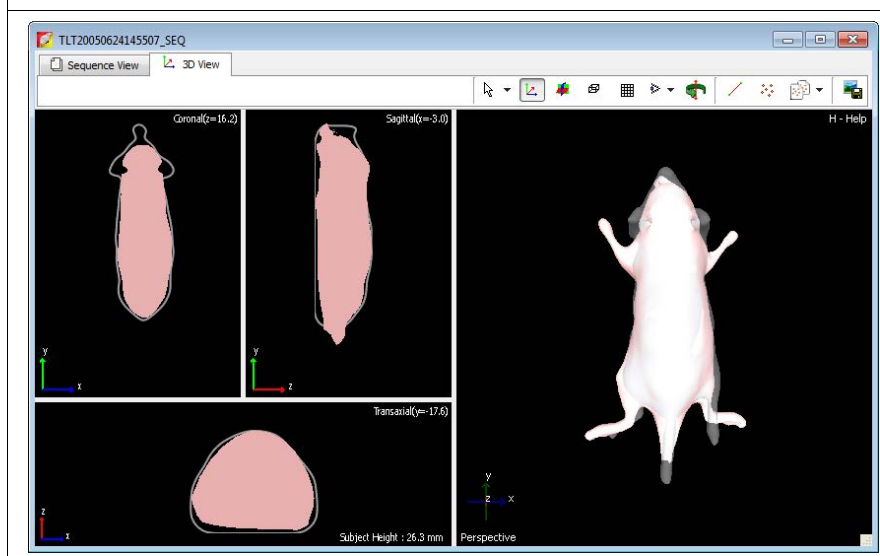 TLT20050624145507_SEQ
Sequence View
3D View
Coronal(z=16.2)
Sagittal(x=-3.0)
H - Help
y
x
y
z
Transaxial(y=-17.6)
z
x
Subject Height : 26.3 mm
y
z
x
Perspective